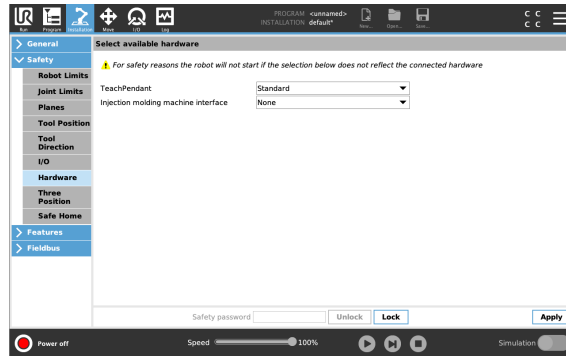 UR
PROGRAM <unnamed>
INSTALLATION default*
C C
C C
Run Program Installation Move I/O Log New... Open... Save...
General
Select available hardware
Safety
For safety reasons the robot will not start if the selection below does not reflect the connected hardware
Robot Limits
TeachPendant Standard
Joint Limits
Injection molding machine interface None
Planes
Tool Position
Tool
Direction
I/O
Hardware
Three
Position
Safe Home
Features
Fieldbus
Safety password Unlock Lock Apply
Power off Speed 100% Simulation